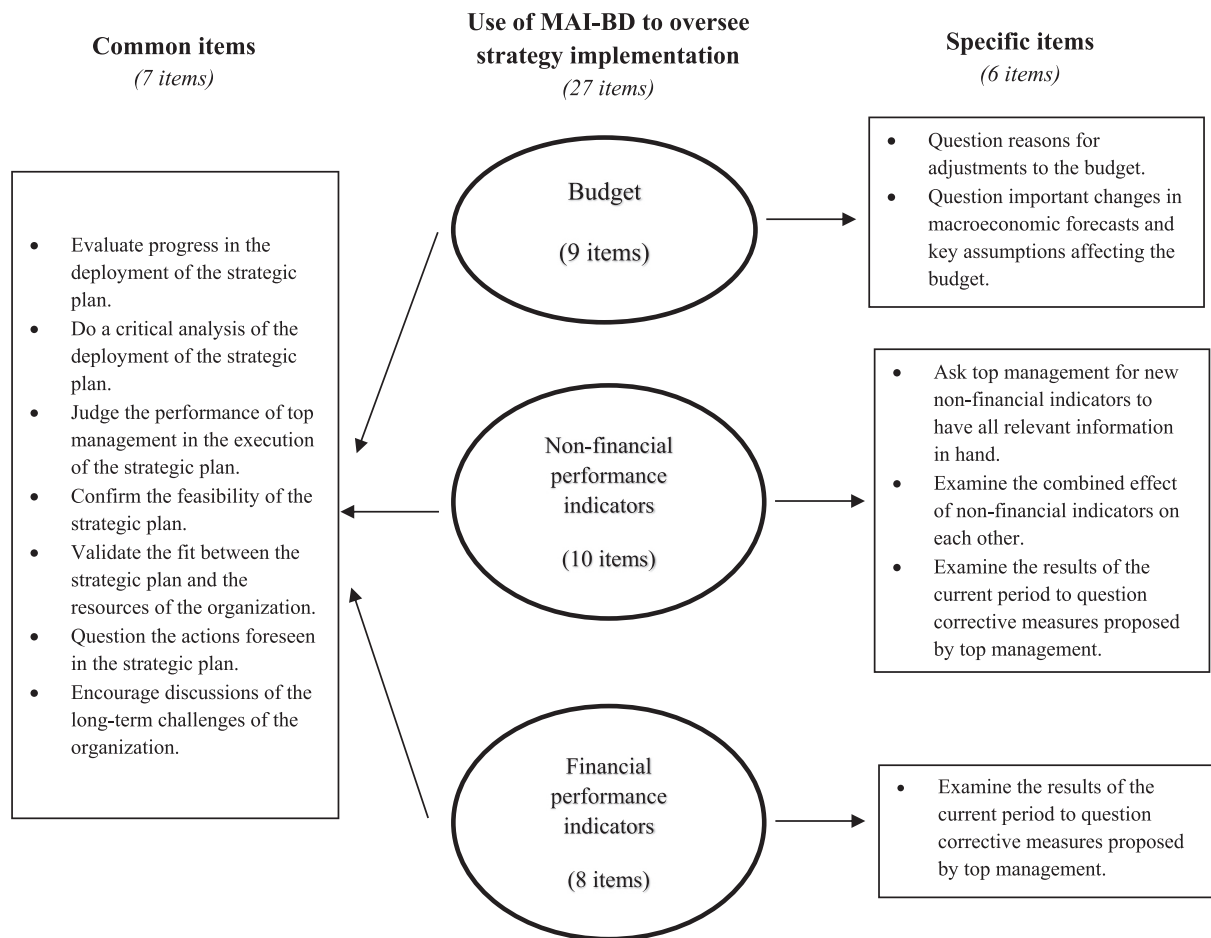 Common items
(7 items)
• Evaluate progress in the
deployment of the strategic
plan.
• Do a critical analysis of the
deployment of the strategic
plan.
• Judge the performance of top
management in the execution
of the strategic plan.
• Confirm the feasibility of the
strategic plan.
• Validate the fit between the
strategic plan and the
resources of the organization.
• Question the actions foreseen
in the strategic plan.
• Encourage discussions of the
long-term challenges of the
organization.
Use of MAI-BD to oversee
strategy implementation
(27 items)
Budget
(9 items)
Non-financial
performance
indicators
(10 items)
Financial
performance
indicators
(8 items)
Specific items
(6 items)
• Question reasons for
adjustments to the budget.
• Question important changes in
macroeconomic forecasts and
key assumptions affecting the
budget.
• Ask top management for new
non-financial indicators to
have all relevant information
in hand.
• Examine the combined effect
of non-financial indicators on
each other.
• Examine the results of the
current period to question
corrective measures proposed
by top management.
• Examine the results of the
current period to question
corrective measures proposed
by top management.